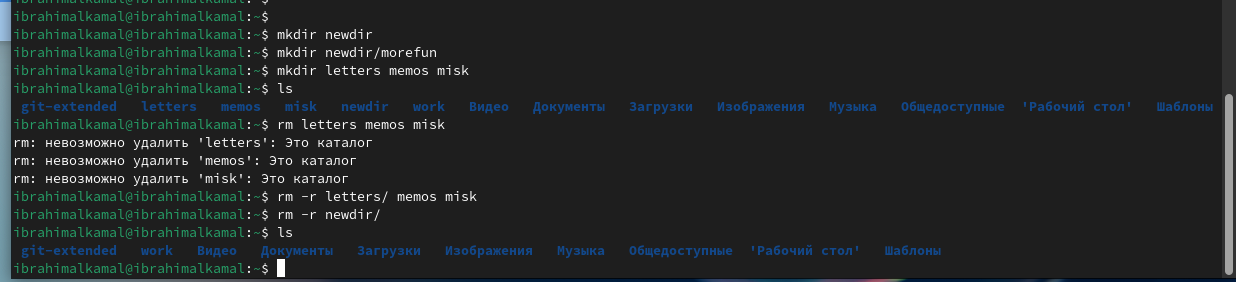 ibrahimalkamal@ibrahimalkamal:~$
ibrahimalkamal@ibrahimalkamal:~$
ibrahimalkamal@ibrahimalkamal:~$ mkdir newdir
ibrahimalkamal@ibrahimalkamal:~$ mkdir newdir/morefun
ibrahimalkamal@ibrahimalkamal:~$ mkdir letters memos misk
ibrahimalkamal@ibrahimalkamal:~$ ls
git-extended letters memos misk newdir work Видео Документы Загрузки Изображения Музыка Общедоступные 'Рабочий стол' Шаблоны
ibrahimalkamal@ibrahimalkamal:~$ rm letters memos misk
rm: невозможно удалить 'letters': Это каталог
rm: невозможно удалить 'memos': Это каталог
rm: невозможно удалить 'misk': Это каталог
ibrahimalkamal@ibrahimalkamal:~$ rm -r letters/ memos misk
ibrahimalkamal@ibrahimalkamal:~$ rm -r newdir/
ibrahimalkamal@ibrahimalkamal:~$ ls
git-extended work Видео Документы Загрузки Изображения Музыка Общедоступные 'Рабочий стол' Шаблоны
ibrahimalkamal@ibrahimalkamal:~$